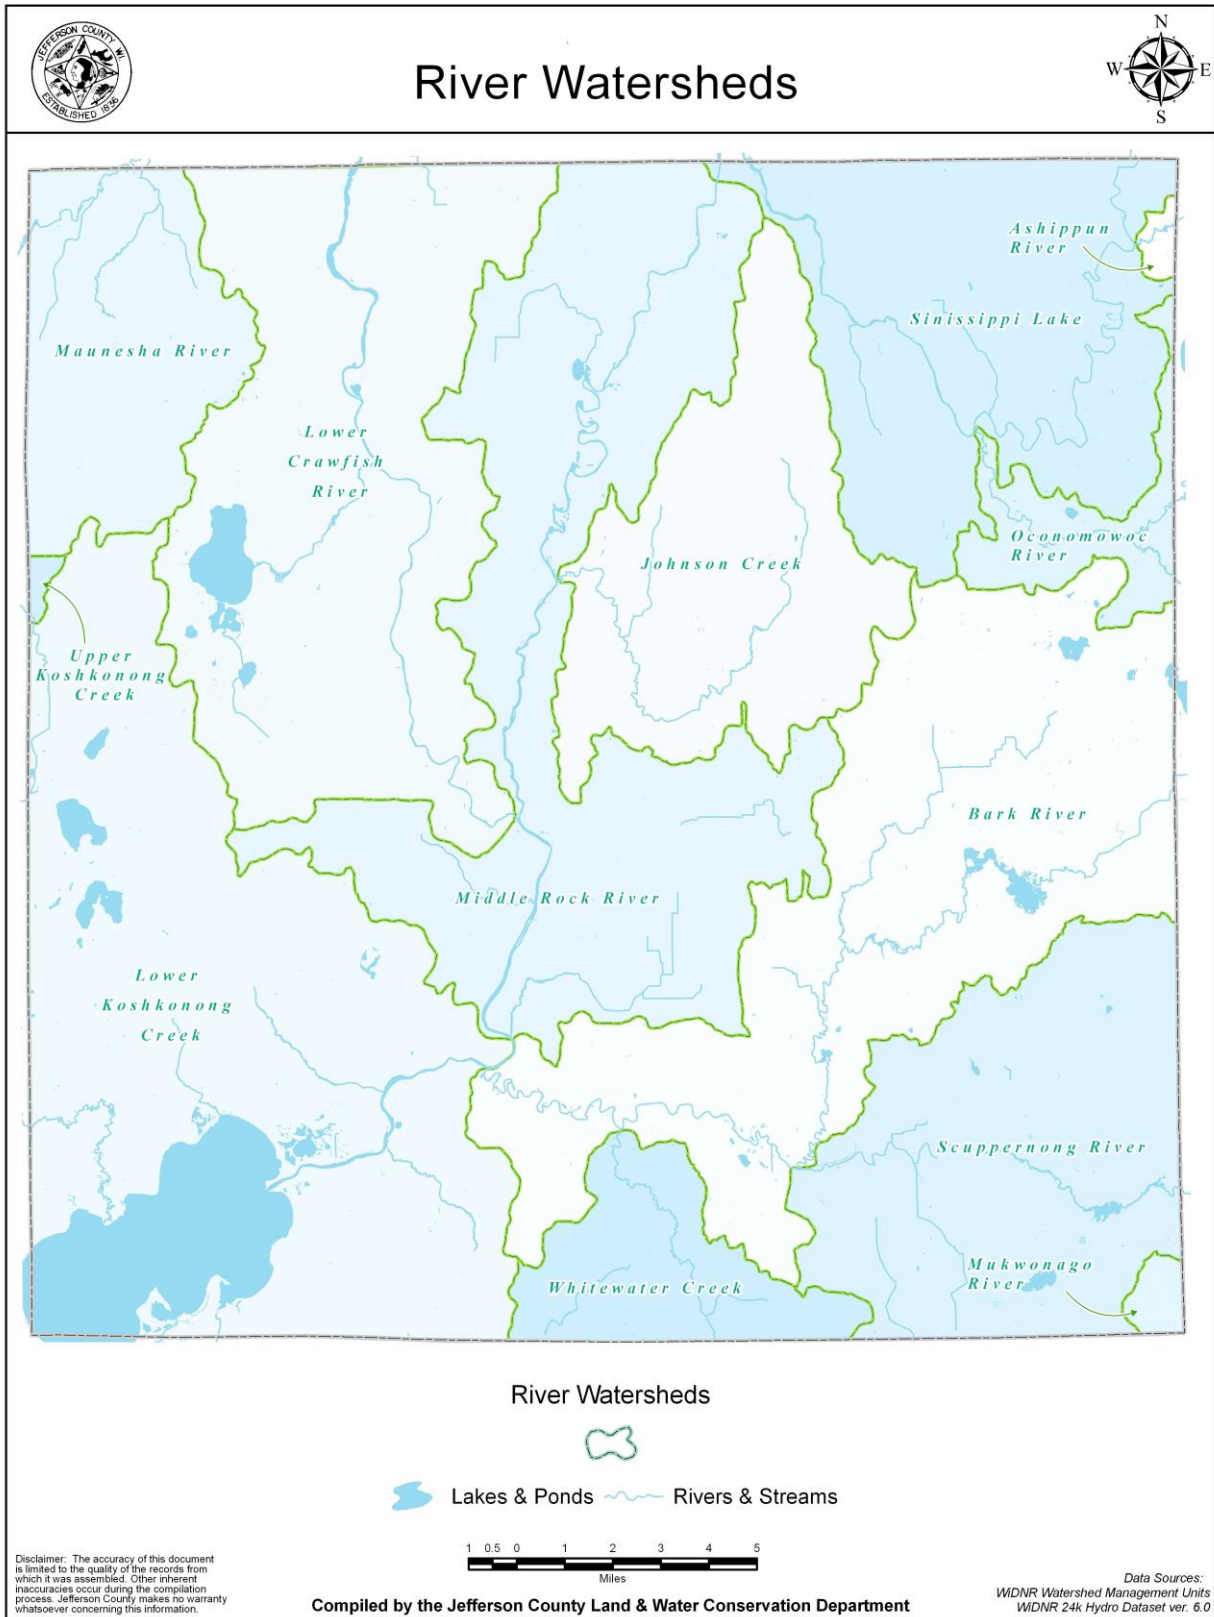 JEFFERSON COUNTY WI.
ESTABLISHED 1836
River Watersheds
N
W
E
S
Ashippun
River
Sinissippi Lake
Maunesha River
Lower
Crawfish
River
Oconomowoc
River
Johnson Creek
Upper
Koshkonong
Creek
Bark River
Middle Rock River
Lower
Koshkonong
Creek
Scuppernong River
Mukwonago
River
Whitewater Creek
River Watersheds
Lakes & Ponds
Rivers & Streams
1 0.5 0 1 2 3 4 5
Miles
Disclaimer: The accuracy of this document
is limited to the quality of the records from
which it was assembled. Other inherent
inaccuracies occur during the compilation
process. Jefferson County makes no warranty
whatsoever concerning this information.
Compiled by the Jefferson County Land & Water Conservation Department
Data Sources:
WiDNR Watershed Management Units
WiDNR 24k Hydro Dataset ver. 6.0